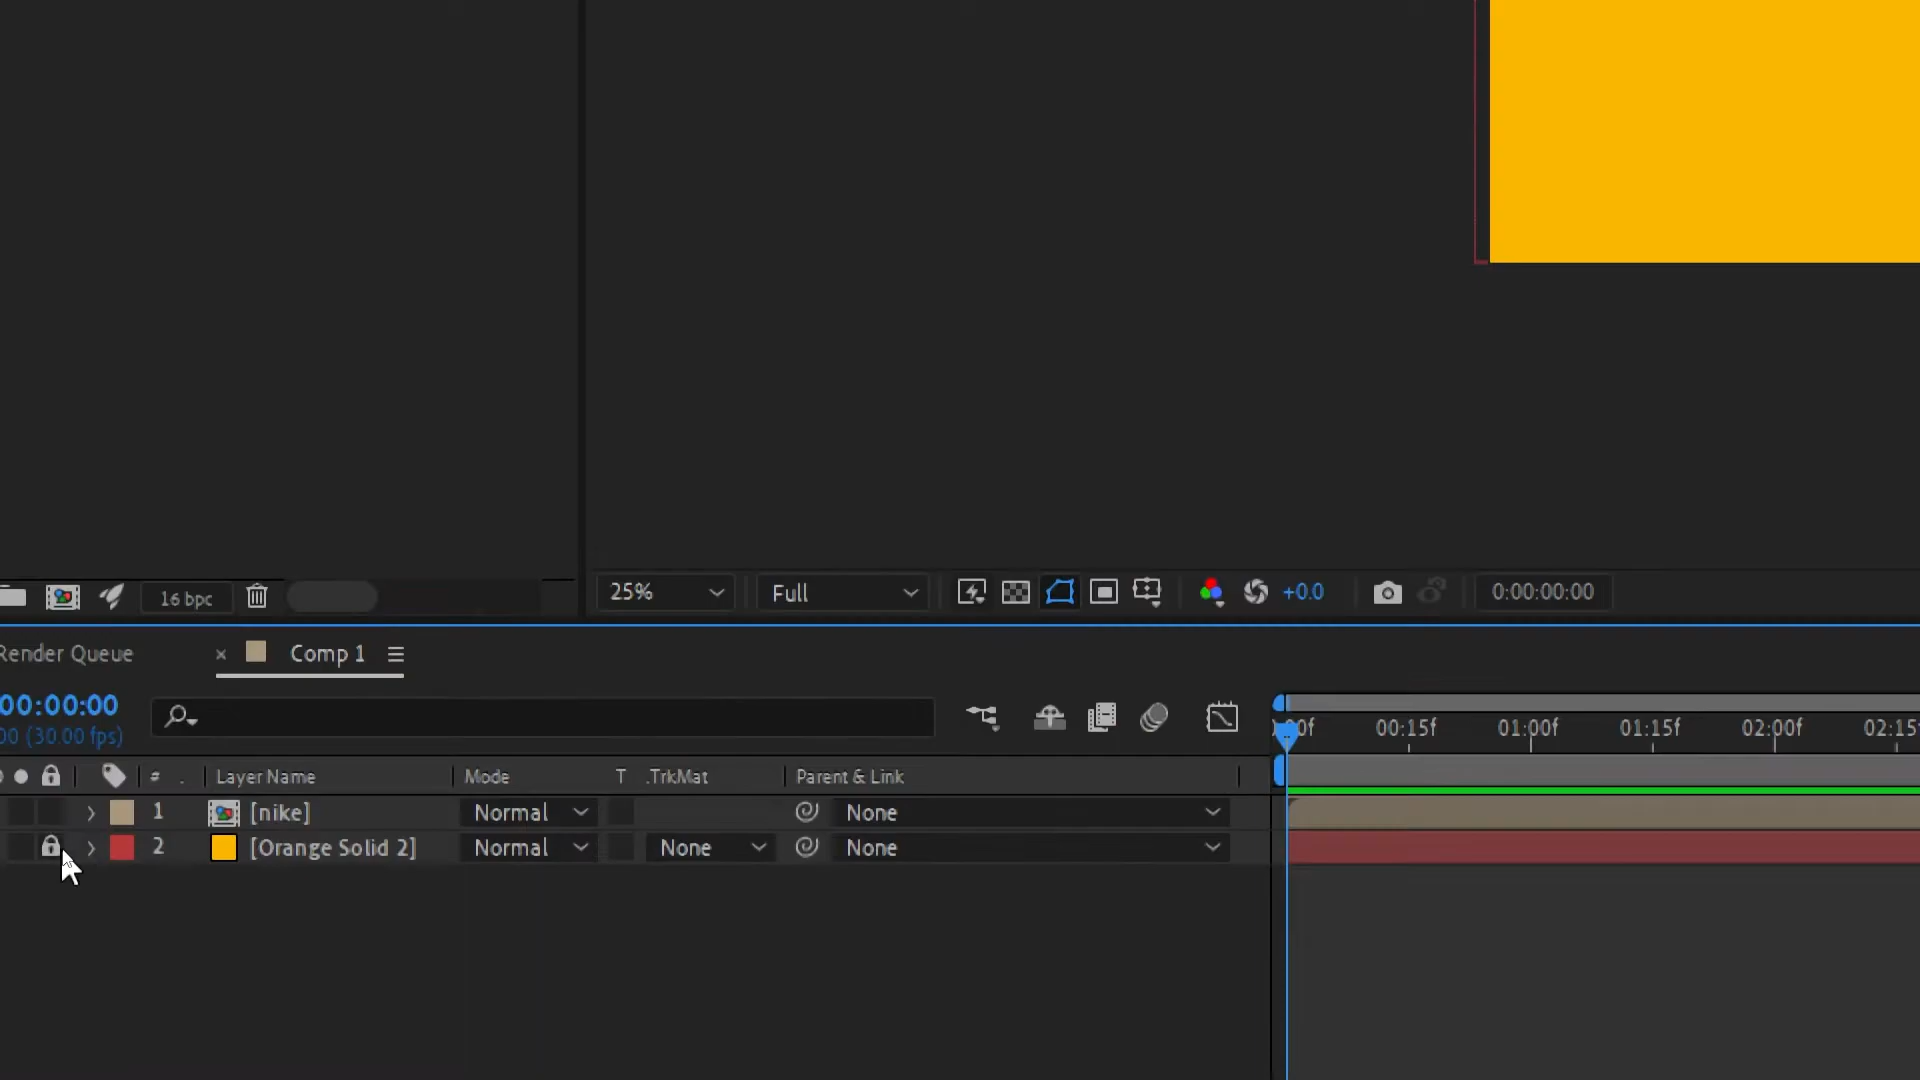 16 bpc
25%
Full
+0.0
0:00:00:00
Render Queue
× Comp 1
00:00:00
00 (30.00 fps)
00:15f 01:00f 01:15f 02:00f 02:15
# . Layer Name Mode T .TrkMat Parent & Link
1 [nike] Normal None
2 [Orange Solid 2] Normal None None